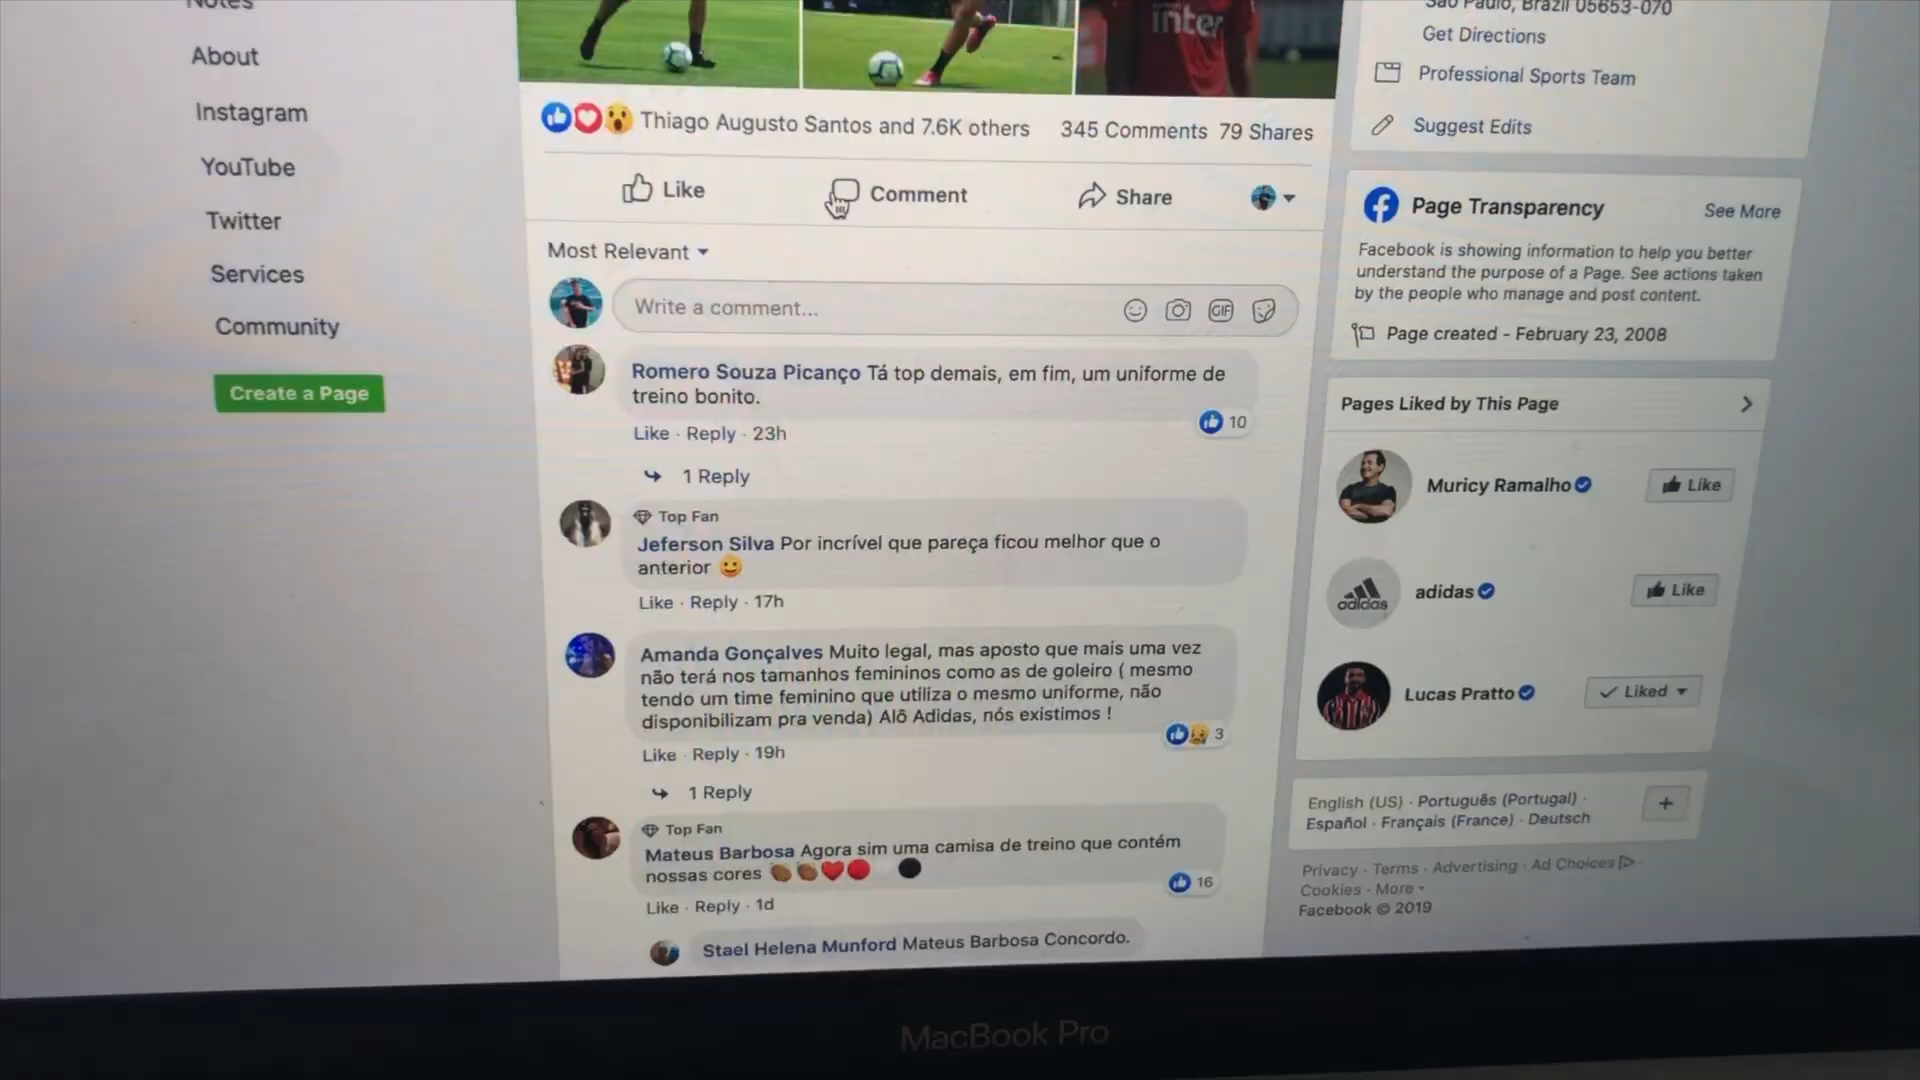 Notes
About
Instagram
YouTube
Twitter
Services
Community
Create a Page
inter
Thiago Augusto Santos and 7.6K others 345 Comments 79 Shares
Like Comment Share
Most Relevant
Write a comment...
GIF
Romero Souza Picanço Tá top demais, em fim, um uniforme de
treino bonito.
10
Like · Reply · 23h
1 Reply
Top Fan
Jeferson Silva Por incrível que pareça ficou melhor que o
anterior 😀
Like · Reply · 17h
Amanda Gonçalves Muito legal, mas aposto que mais uma vez
não terá nos tamanhos femininos como as de goleiro ( mesmo
tendo um time feminino que utiliza o mesmo uniforme, não
disponibilizam pra venda) Alô Adidas, nós existimos !
3
Like · Reply · 19h
1 Reply
Top Fan
Mateus Barbosa Agora sim uma camisa de treino que contém
nossas cores 👏🏾👏🏾❤️🔴⚪⚫
16
Like · Reply · 1d
Stael Helena Munford Mateus Barbosa Concordo.
São Paulo, Brazil 05653-070
Get Directions
Professional Sports Team
Suggest Edits
Page Transparency See More
Facebook is showing information to help you better
understand the purpose of a Page. See actions taken
by the people who manage and post content.
Page created - February 23, 2008
Pages Liked by This Page
Muricy Ramalho Like
adidas
adidas Like
Lucas Pratto Liked
English (US) · Português (Portugal) ·
Español · Français (France) · Deutsch
+
Privacy · Terms · Advertising · Ad Choices ·
Cookies · More
Facebook © 2019
MacBook Pro